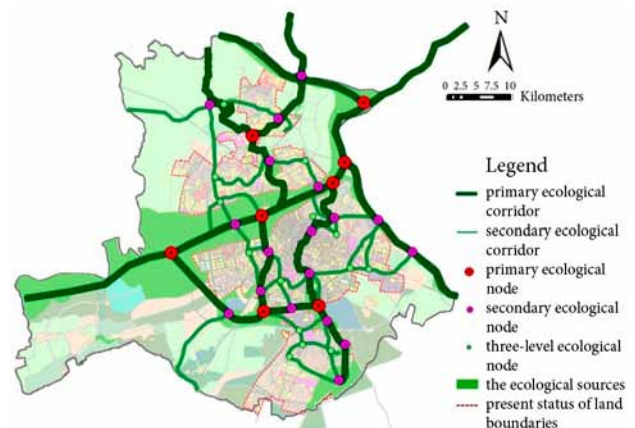 N
0 2.5 5 7.5 10
Kilometers
Legend
primary ecological
corridor
secondary ecological
corridor
primary ecological
node
secondary ecological
node
three-level ecological
node
the ecological sources
present status of land
boundaries